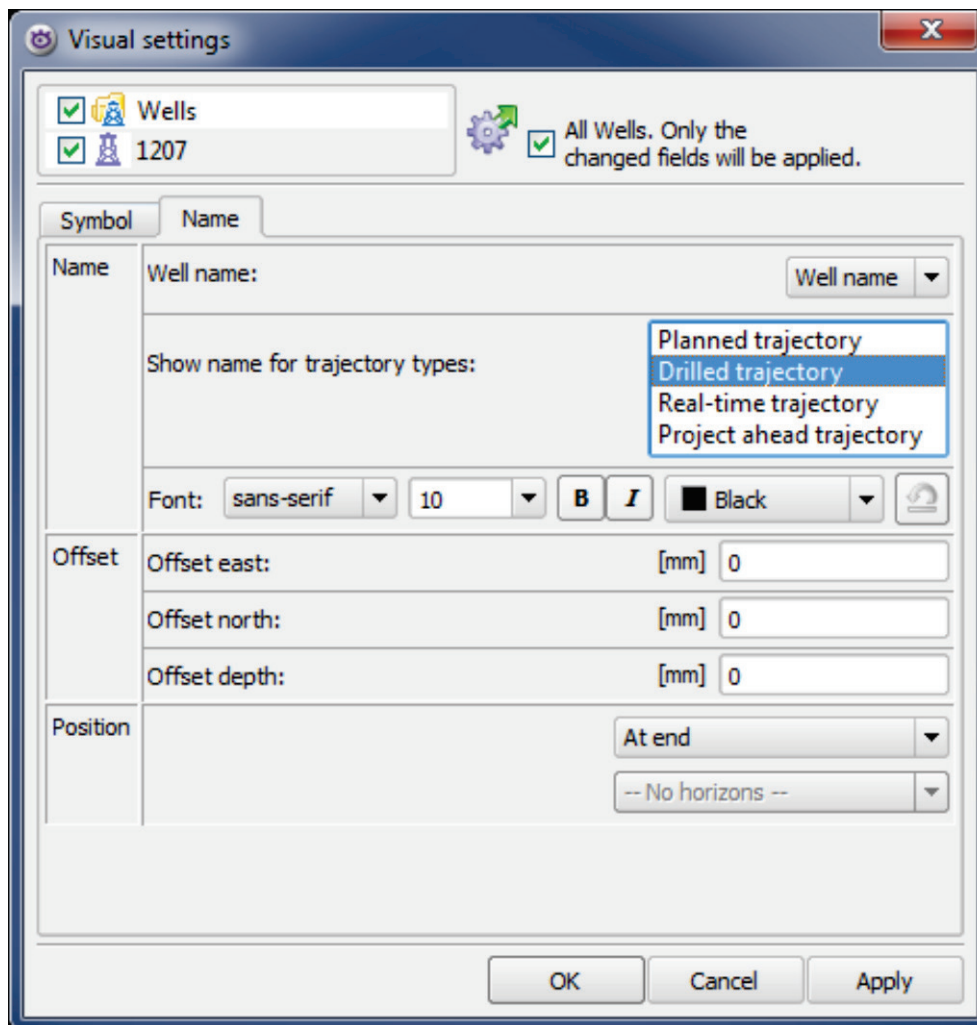 Visual settings
Wells
1207
All Wells. Only the
changed fields will be applied.
Symbol Name
Name Well name: Well name
Show name for trajectory types:
Planned trajectory
Drilled trajectory
Real-time trajectory
Project ahead trajectory
Font: sans-serif 10 B I Black
Offset Offset east: [mm] 0
Offset north: [mm] 0
Offset depth: [mm] 0
Position At end
-- No horizons --
OK Cancel Apply